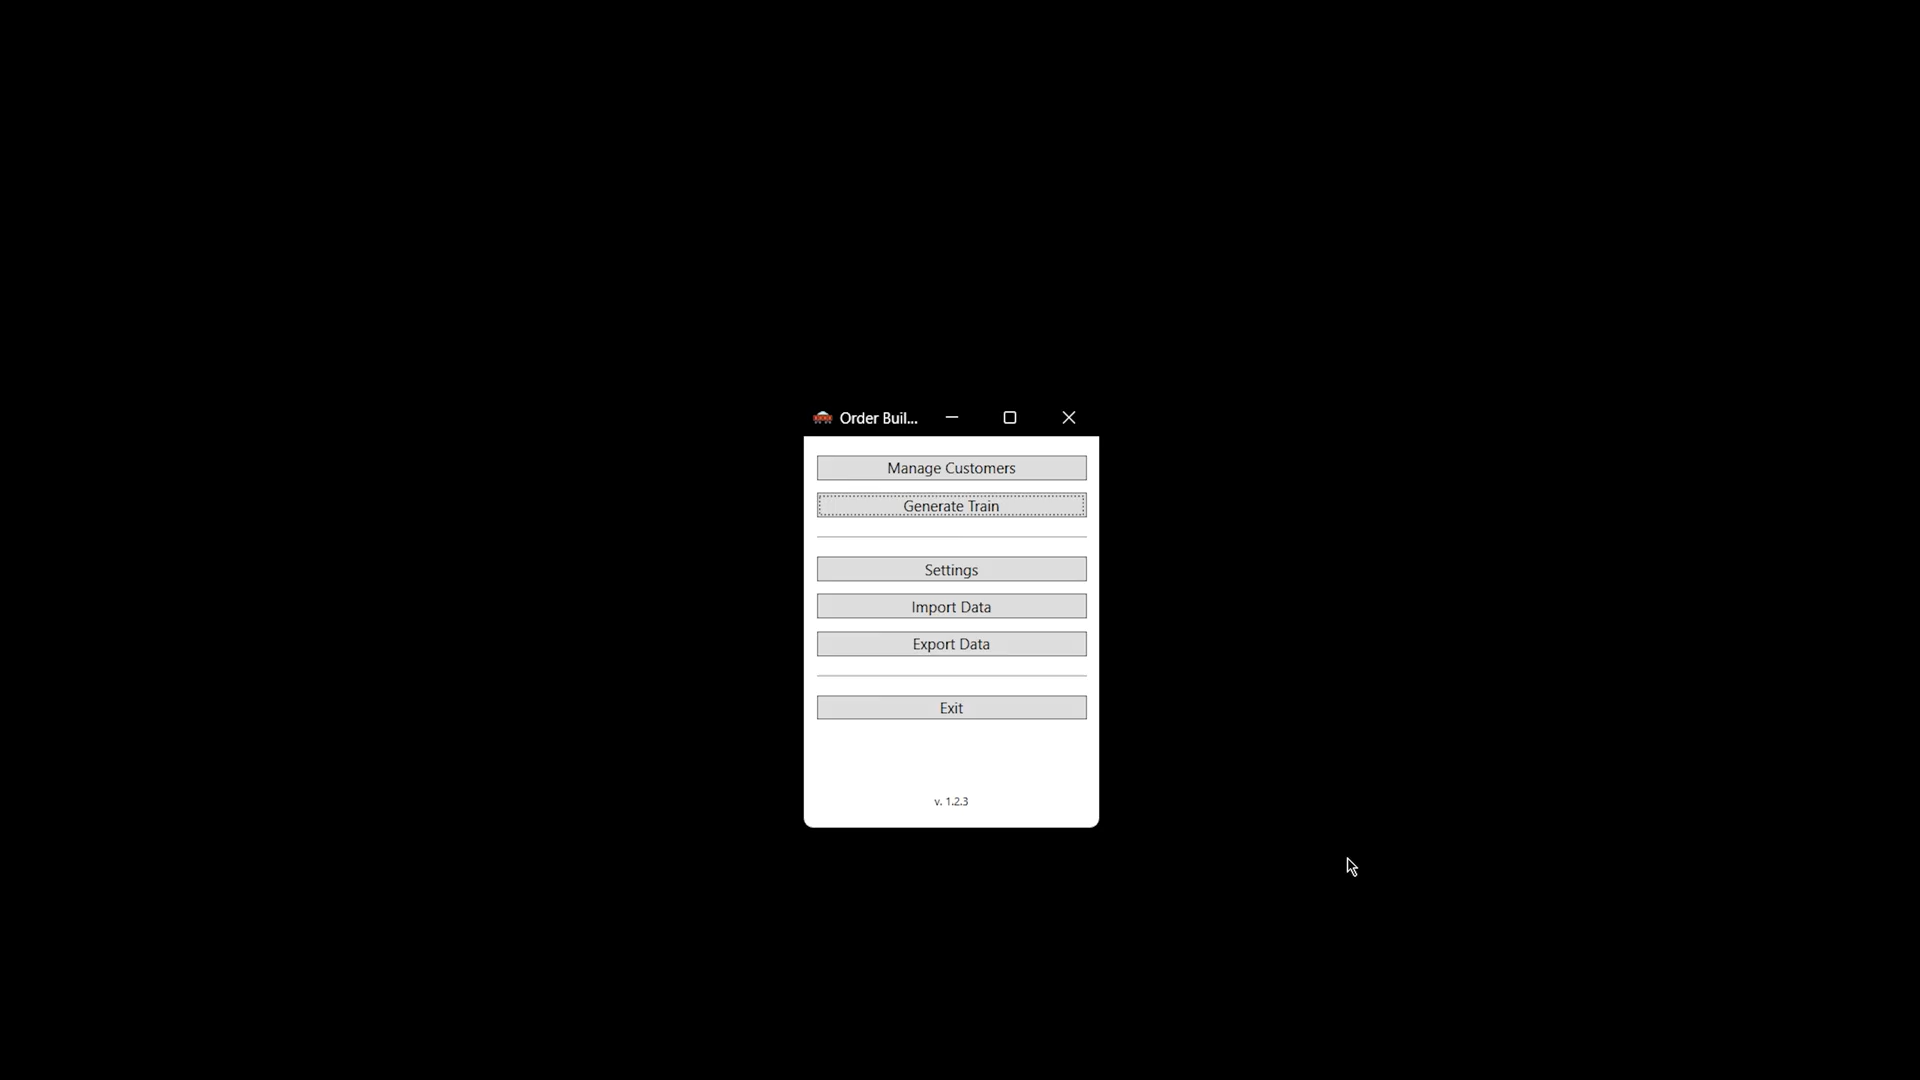 Order Buil...
Manage Customers
Generate Train
Settings
Import Data
Export Data
Exit
v. 1.2.3